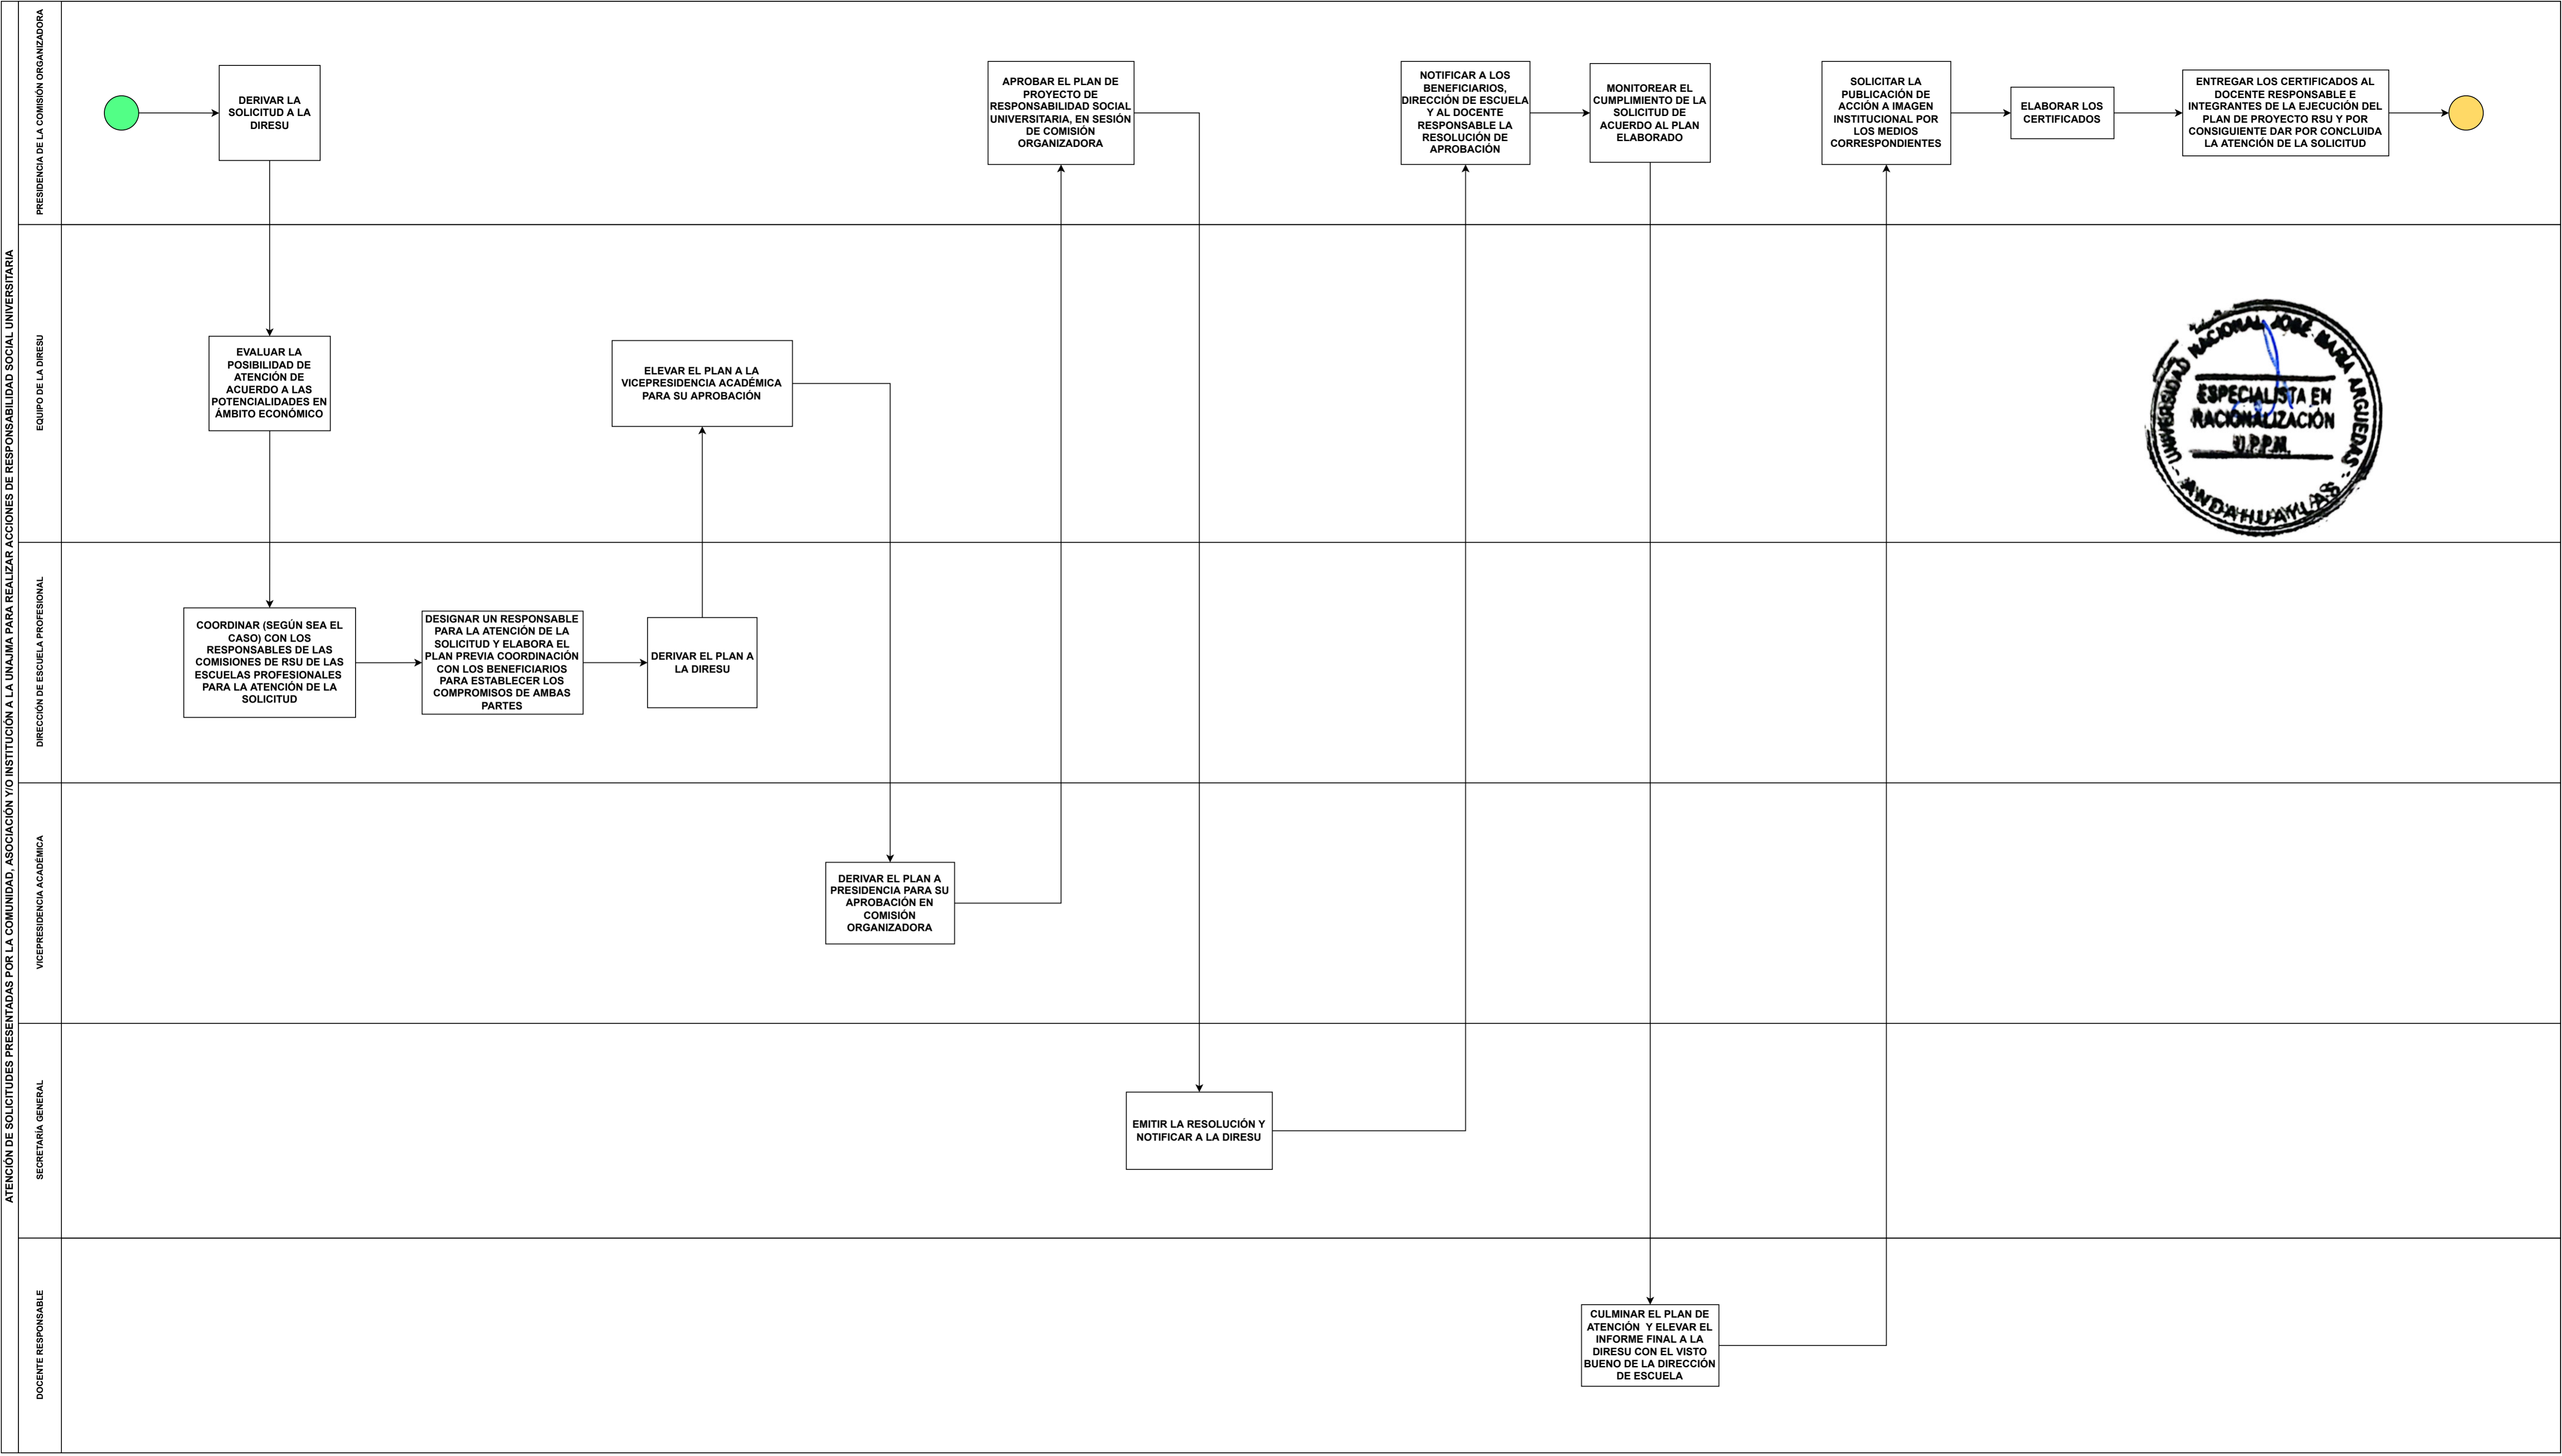 ATENCIÓN DE SOLICITUDES PRESENTADAS POR LA COMUNIDAD, ASOCIACIÓN Y/O INSTITUCIÓN A LA UNAJMA PARA REALIZAR ACCIONES DE RESPONSABILIDAD SOCIAL UNIVERSITARIA
PRESIDENCIA DE LA COMISIÓN ORGANIZADORA
DERIVAR LA
SOLICITUD A LA
DIRESU
APROBAR EL PLAN DE
PROYECTO DE
RESPONSABILIDAD SOCIAL
UNIVERSITARIA, EN SESIÓN
DE COMISIÓN
ORGANIZADORA
NOTIFICAR A LOS
BENEFICIARIOS,
DIRECCIÓN DE ESCUELA
Y AL DOCENTE
RESPONSABLE LA
RESOLUCIÓN DE
APROBACIÓN
MONITOREAR EL
CUMPLIMIENTO DE LA
SOLICITUD DE
ACUERDO AL PLAN
ELABORADO
SOLICITAR LA
PUBLICACIÓN DE
ACCIÓN A IMAGEN
INSTITUCIONAL POR
LOS MEDIOS
CORRESPONDIENTES
ELABORAR LOS
CERTIFICADOS
ENTREGAR LOS CERTIFICADOS AL
DOCENTE RESPONSABLE E
INTEGRANTES DE LA EJECUCIÓN DEL
PLAN DE PROYECTO RSU Y POR
CONSIGUIENTE DAR POR CONCLUIDA
LA ATENCIÓN DE LA SOLICITUD
EQUIPO DE LA DIRESU
EVALUAR LA
POSIBILIDAD DE
ATENCIÓN DE
ACUERDO A LAS
POTENCIALIDADES EN
ÁMBITO ECONÓMICO
ELEVAR EL PLAN A LA
VICEPRESIDENCIA ACADÉMICA
PARA SU APROBACIÓN
UNIVERSIDAD NACIONAL JOSÉ MARÍA ARGUEDAS
ESPECIALISTA EN
RACIONALIZACIÓN
U.P.P.M.
- ANDAHUAYLAS -
DIRECCIÓN DE ESCUELA PROFESIONAL
COORDINAR (SEGÚN SEA EL
CASO) CON LOS
RESPONSABLES DE LAS
COMISIONES DE RSU DE LAS
ESCUELAS PROFESIONALES
PARA LA ATENCIÓN DE LA
SOLICITUD
DESIGNAR UN RESPONSABLE
PARA LA ATENCIÓN DE LA
SOLICITUD Y ELABORA EL
PLAN PREVIA COORDINACIÓN
CON LOS BENEFICIARIOS
PARA ESTABLECER LOS
COMPROMISOS DE AMBAS
PARTES
DERIVAR EL PLAN A
LA DIRESU
VICEPRESIDENCIA ACADÉMICA
DERIVAR EL PLAN A
PRESIDENCIA PARA SU
APROBACIÓN EN
COMISIÓN
ORGANIZADORA
SECRETARÍA GENERAL
EMITIR LA RESOLUCIÓN Y
NOTIFICAR A LA DIRESU
DOCENTE RESPONSABLE
CULMINAR EL PLAN DE
ATENCIÓN Y ELEVAR EL
INFORME FINAL A LA
DIRESU CON EL VISTO
BUENO DE LA DIRECCIÓN
DE ESCUELA